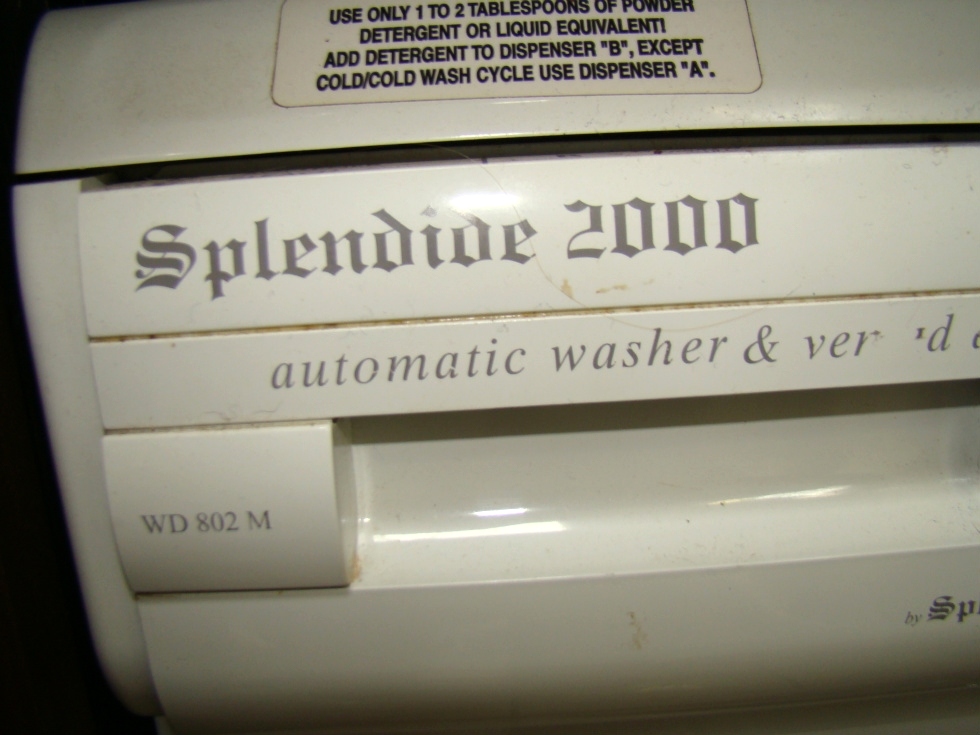 USE ONLY 1 TO 2 TABLESPOONS OF POWDER
DETERGENT OR LIQUID EQUIVALENT!
ADD DETERGENT TO DISPENSER "B", EXCEPT
COLD/COLD WASH CYCLE USE DISPENSER "A".
Splendide 2000
automatic washer &
WD 802 M
by